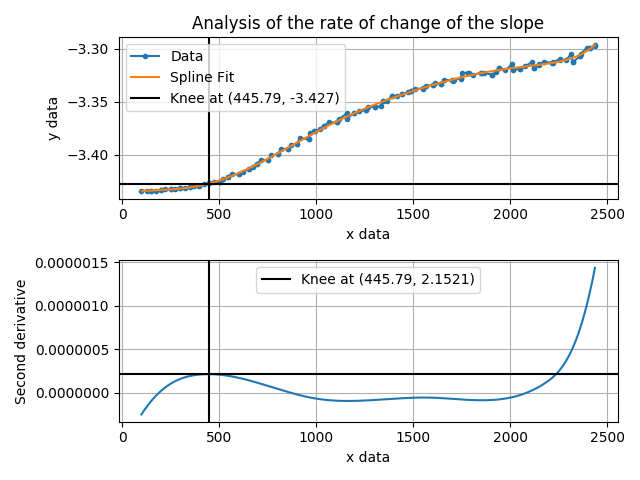 Analysis of the rate of change of the slope
−3.30
−3.35
−3.40
y data
Data
Spline Fit
Knee at (445.79, -3.427)
0 500 1000 1500 2000 2500
x data
0.0000015
0.0000010
0.0000005
0.0000000
Second derivative
Knee at (445.79, 2.1521)
0 500 1000 1500 2000 2500
x data